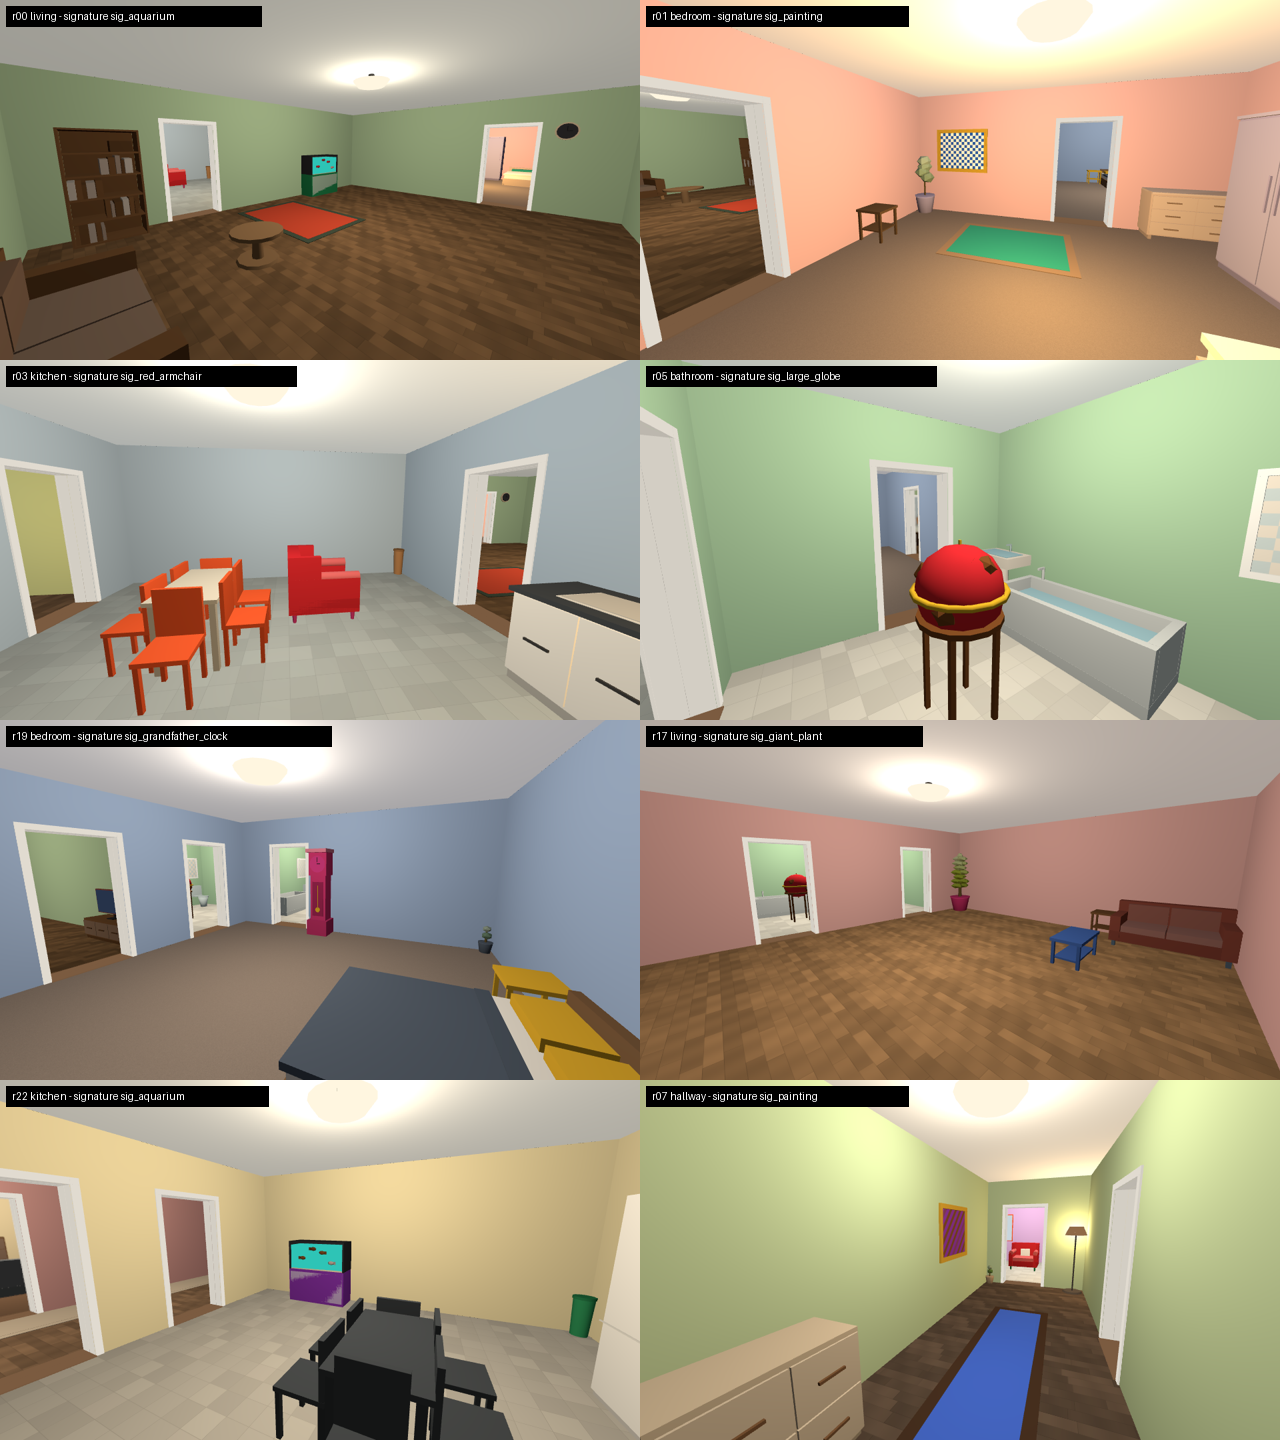 r00 living - signature sig_aquarium
r01 bedroom - signature sig_painting
r03 kitchen - signature sig_red_armchair
r05 bathroom - signature sig_large_globe
r19 bedroom - signature sig_grandfather_clock
r17 living - signature sig_giant_plant
r22 kitchen - signature sig_aquarium
r07 hallway - signature sig_painting